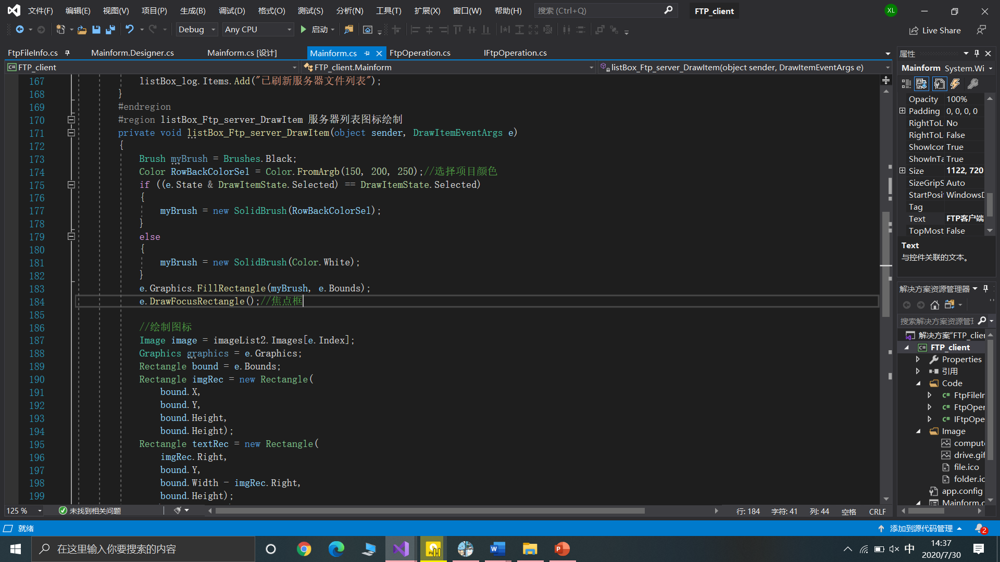 文件(F) 编辑(E) 视图(V) 项目(P) 生成(B) 调试(D) 格式(O) 测试(S) 分析(N) 工具(T) 扩展(X) 窗口(W) 帮助(H) 搜索 (Ctrl+Q) FTP_client XL
Debug Any CPU 启动 Live Share
FtpFileInfo.cs Mainform.Designer.cs Mainform.cs [设计] Mainform.cs FtpOperation.cs IFtpOperation.cs
FTP_client FTP_client.Mainform listBox_Ftp_server_DrawItem(object sender, DrawItemEventArgs e)
167 listBox_log.Items.Add("已刷新服务器文件列表");
168 }
169 #endregion
170 #region listBox_Ftp_server_DrawItem 服务器列表图标绘制
171 private void listBox_Ftp_server_DrawItem(object sender, DrawItemEventArgs e)
172 {
173 Brush myBrush = Brushes.Black;
174 Color RowBackColorSel = Color.FromArgb(150, 200, 250);//选择项目颜色
175 if ((e.State & DrawItemState.Selected) == DrawItemState.Selected)
176 {
177 myBrush = new SolidBrush(RowBackColorSel);
178 }
179 else
180 {
181 myBrush = new SolidBrush(Color.White);
182 }
183 e.Graphics.FillRectangle(myBrush, e.Bounds);
184 e.DrawFocusRectangle();//焦点框
185
186 //绘制图标
187 Image image = imageList2.Images[e.Index];
188 Graphics graphics = e.Graphics;
189 Rectangle bound = e.Bounds;
190 Rectangle imgRec = new Rectangle(
191 bound.X,
192 bound.Y,
193 bound.Height,
194 bound.Height);
195 Rectangle textRec = new Rectangle(
196 imgRec.Right,
197 bound.Y,
198 bound.Width - imgRec.Right,
199 bound.Height);
125 % 未找到相关问题 行: 184 字符: 41 列: 44 空格 CRLF
属性
Mainform System.Wi
Opacity 100%
Padding 0, 0, 0, 0
RightToL No
RightToL False
ShowIcon True
ShowInTa True
Size 1122, 720
SizeGripS Auto
StartPosi WindowsD
Tag
Text FTP客户端
TopMost False
Text
与控件关联的文本。
解决方案资源管理器
搜索解决方案资源管理
解决方案"FTP_clier
FTP_client
Properties
引用
Code
FtpFileIn
FtpOper
IFtpOpe
Image
compute
drive.gif
file.ico
folder.ic
app.config
Mainform.c
就绪 添加到源代码管理 2
在这里输入你要搜索的内容 中 14:37
2020/7/30